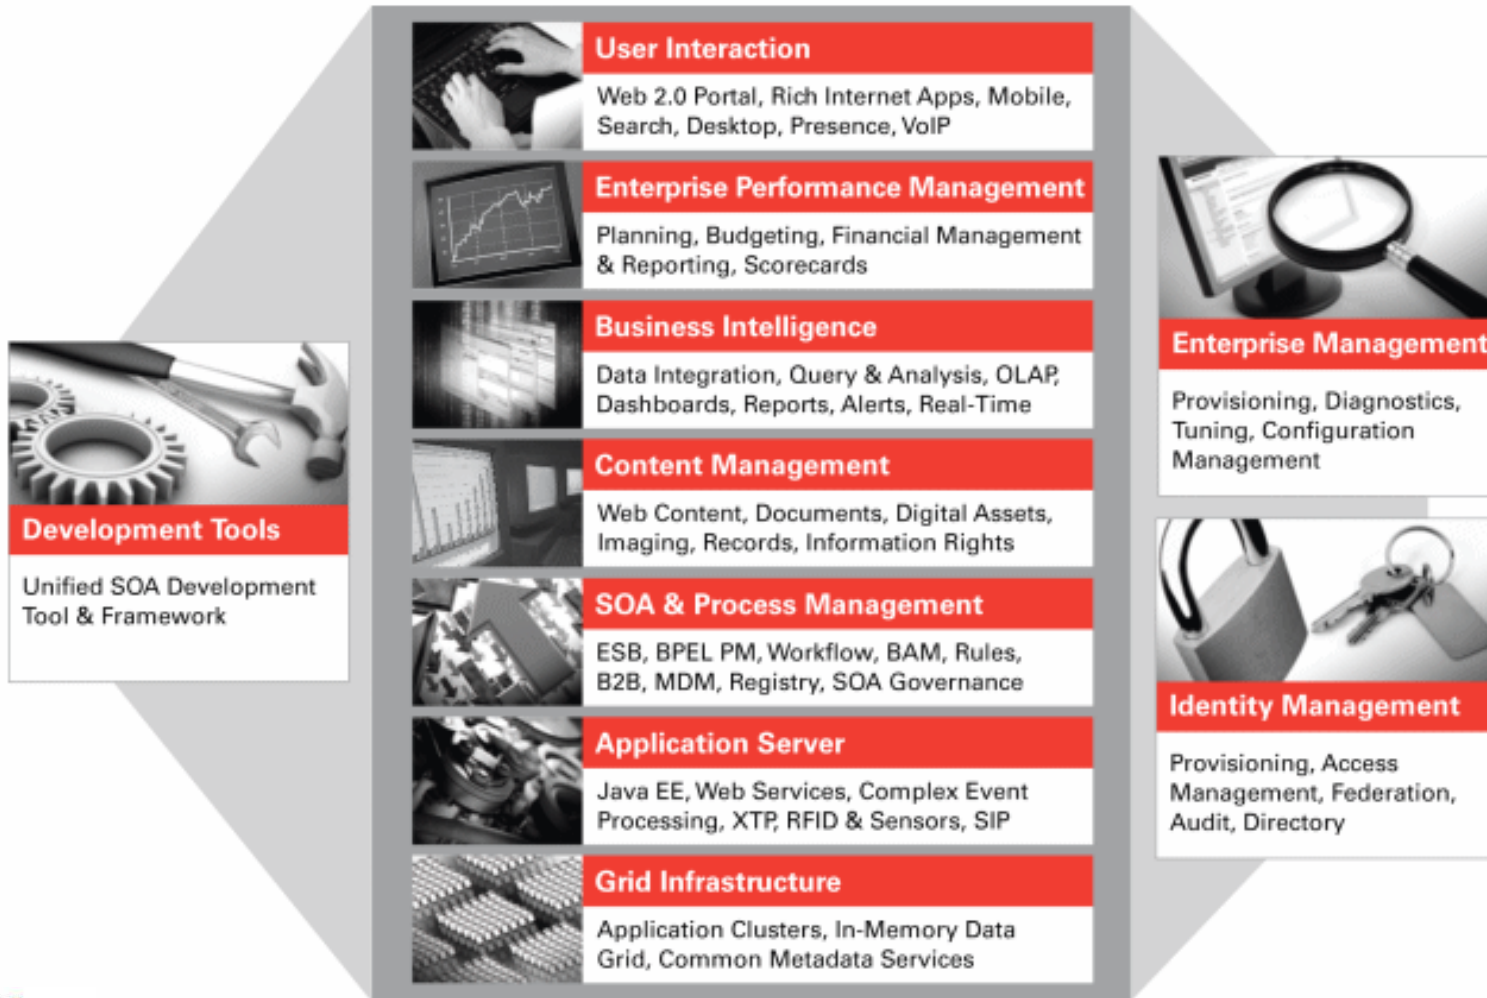 User Interaction
Web 2.0 Portal, Rich Internet Apps, Mobile,
Search, Desktop, Presence, VoIP
Enterprise Performance Management
Planning, Budgeting, Financial Management
& Reporting, Scorecards
Business Intelligence
Data Integration, Query & Analysis, OLAP,
Dashboards, Reports, Alerts, Real-Time
Content Management
Web Content, Documents, Digital Assets,
Imaging, Records, Information Rights
SOA & Process Management
ESB, BPEL PM, Workflow, BAM, Rules,
B2B, MDM, Registry, SOA Governance
Application Server
Java EE, Web Services, Complex Event
Processing, XTP, RFID & Sensors, SIP
Grid Infrastructure
Application Clusters, In-Memory Data
Grid, Common Metadata Services
Development Tools
Unified SOA Development
Tool & Framework
Enterprise Management
Provisioning, Diagnostics,
Tuning, Configuration
Management
Identity Management
Provisioning, Access
Management, Federation,
Audit, Directory